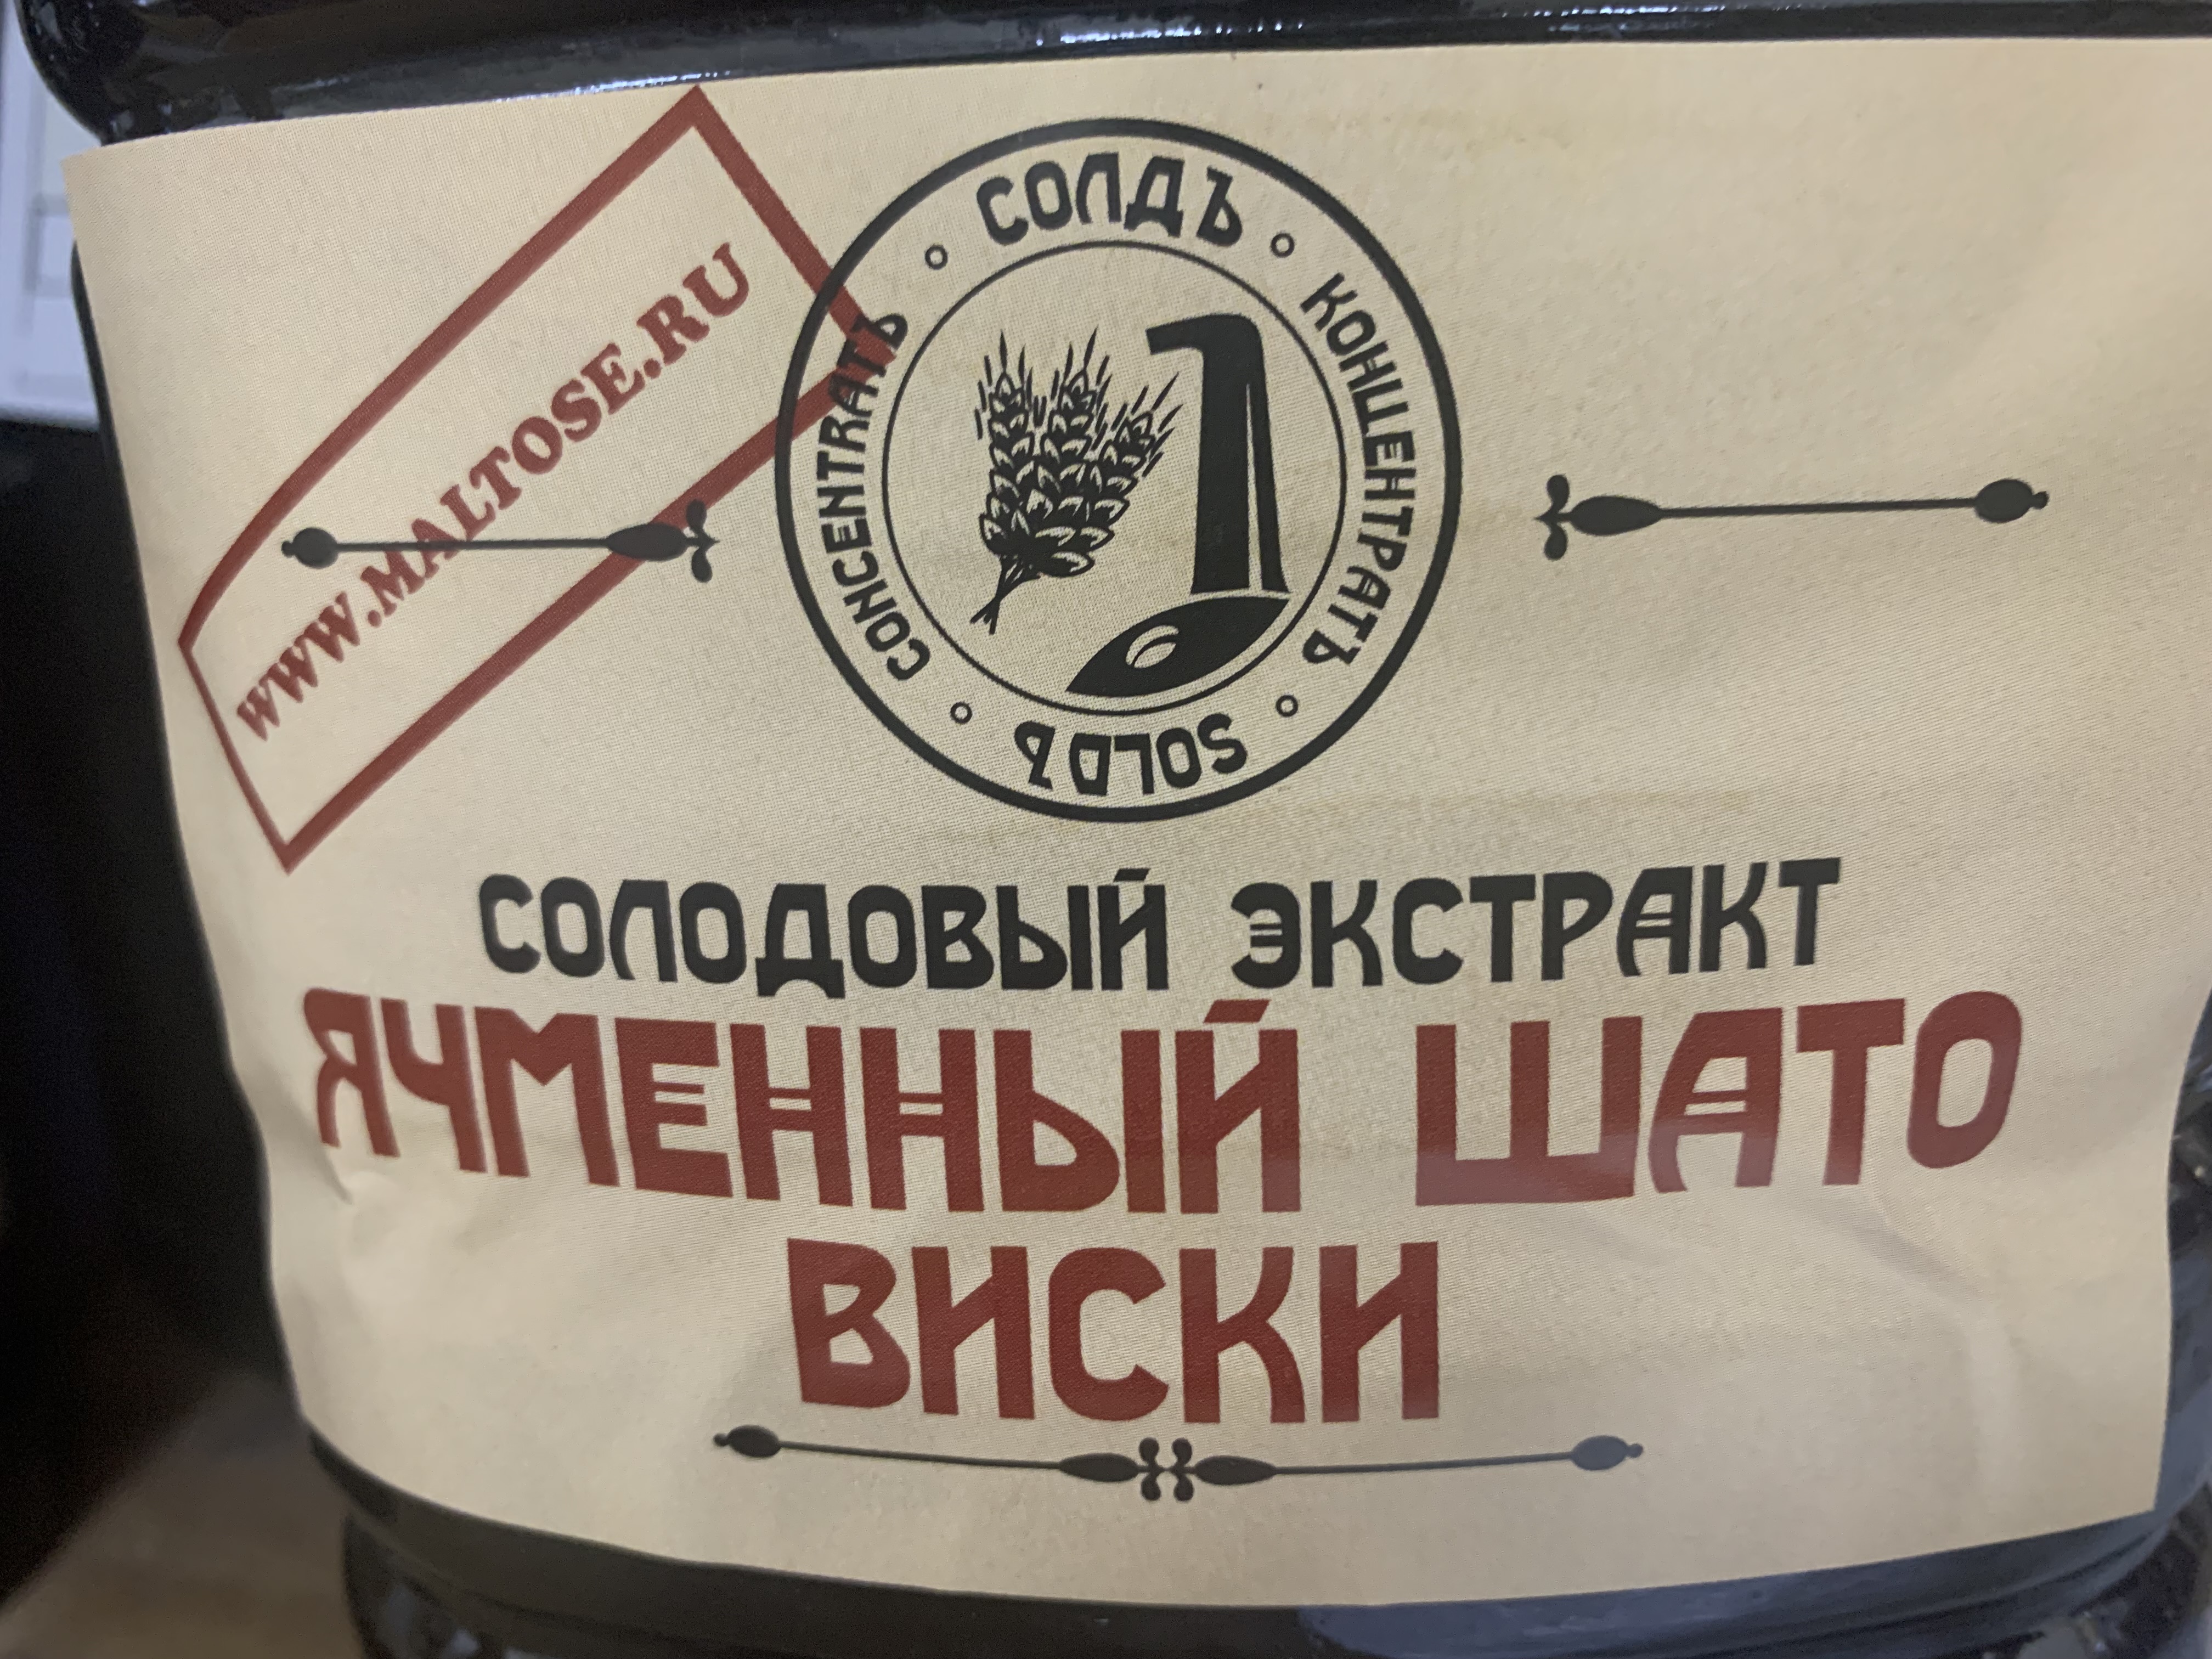 WWW.MALTOSE.RU
СОЛДЪ
КОНЦЕНТРАТЪ
SOLDЪ
CONCENTRATЪ
СОЛОДОВЫЙ ЭКСТРАКТ
ЯЧМЕННЫЙ ШАТО
ВИСКИ